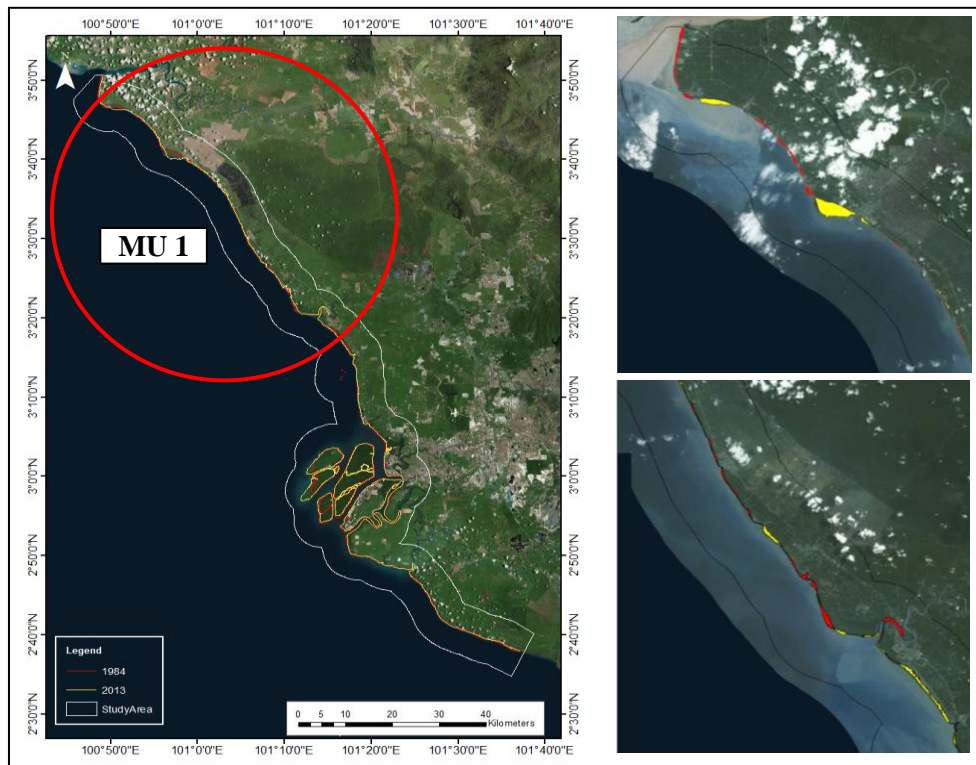 100°50'0"E 101°0'0"E 101°10'0"E 101°20'0"E 101°30'0"E 101°40'0"E
3°50'0"N 3°50'0"N
3°40'0"N 3°40'0"N
3°30'0"N 3°30'0"N
MU 1
3°20'0"N 3°20'0"N
3°10'0"N 3°10'0"N
3°0'0"N 3°0'0"N
2°50'0"N 2°50'0"N
2°40'0"N 2°40'0"N
2°30'0"N 2°30'0"N
Legend
1984
2013
StudyArea
0 5 10 20 30 40
Kilometers
100°50'0"E 101°0'0"E 101°10'0"E 101°20'0"E 101°30'0"E 101°40'0"E